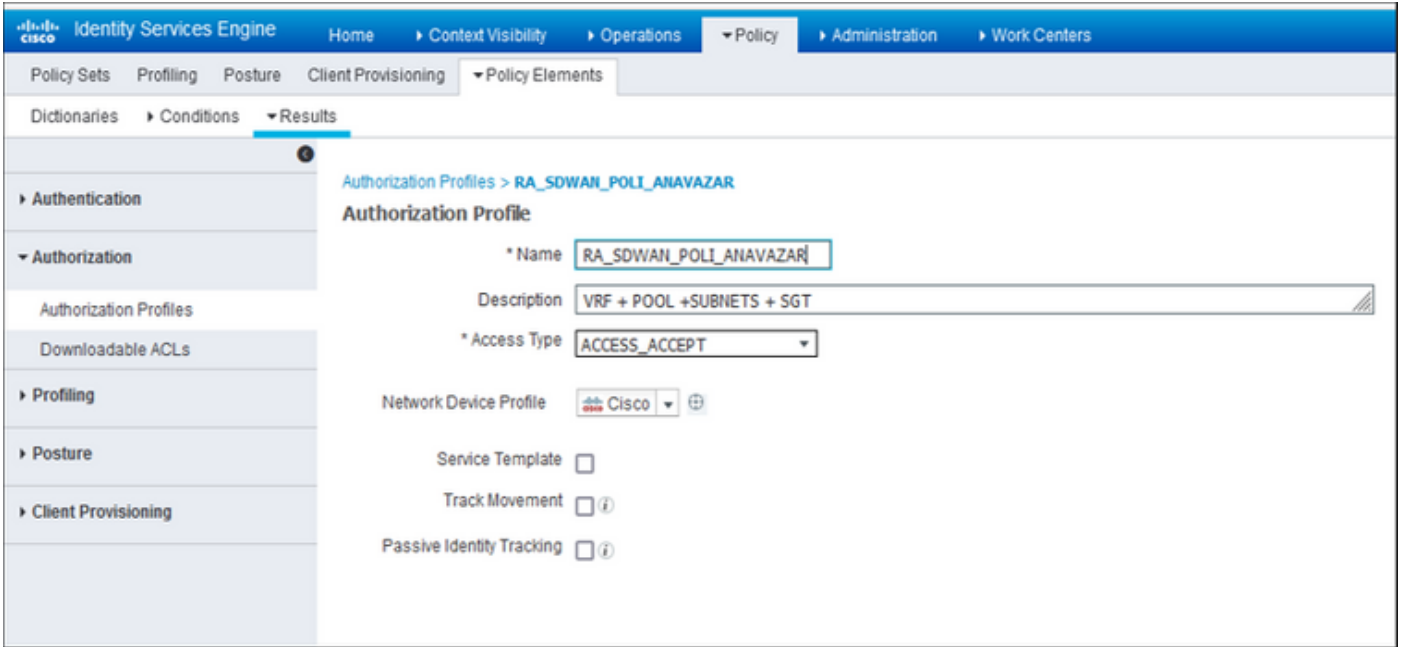 cisco Identity Services Engine Home Context Visibility Operations Policy Administration Work Centers
Policy Sets Profiling Posture Client Provisioning Policy Elements
Dictionaries Conditions Results
Authorization Profiles > RA_SDWAN_POLI_ANAVAZAR
Authentication
Authorization Profile
* Name RA_SDWAN_POLI_ANAVAZAR
Authorization
Description VRF + POOL +SUBNETS + SGT
Authorization Profiles
* Access Type ACCESS_ACCEPT
Downloadable ACLs
Profiling
Network Device Profile cisco Cisco
Posture
Service Template
Track Movement i
Client Provisioning
Passive Identity Tracking i